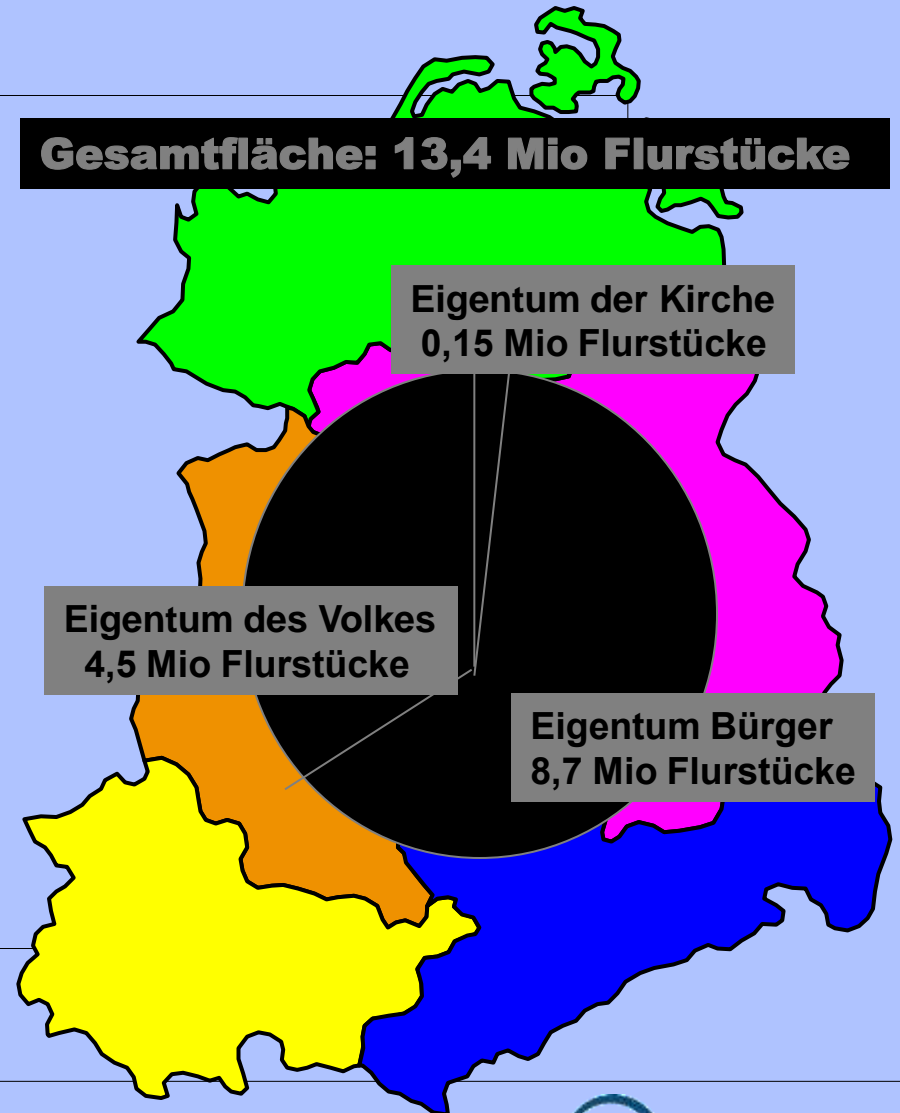 Gesamtfläche: 13,4 Mio Flurstücke
Eigentum der Kirche
0,15 Mio Flurstücke
Eigentum des Volkes
4,5 Mio Flurstücke
Eigentum Bürger
8,7 Mio Flurstücke